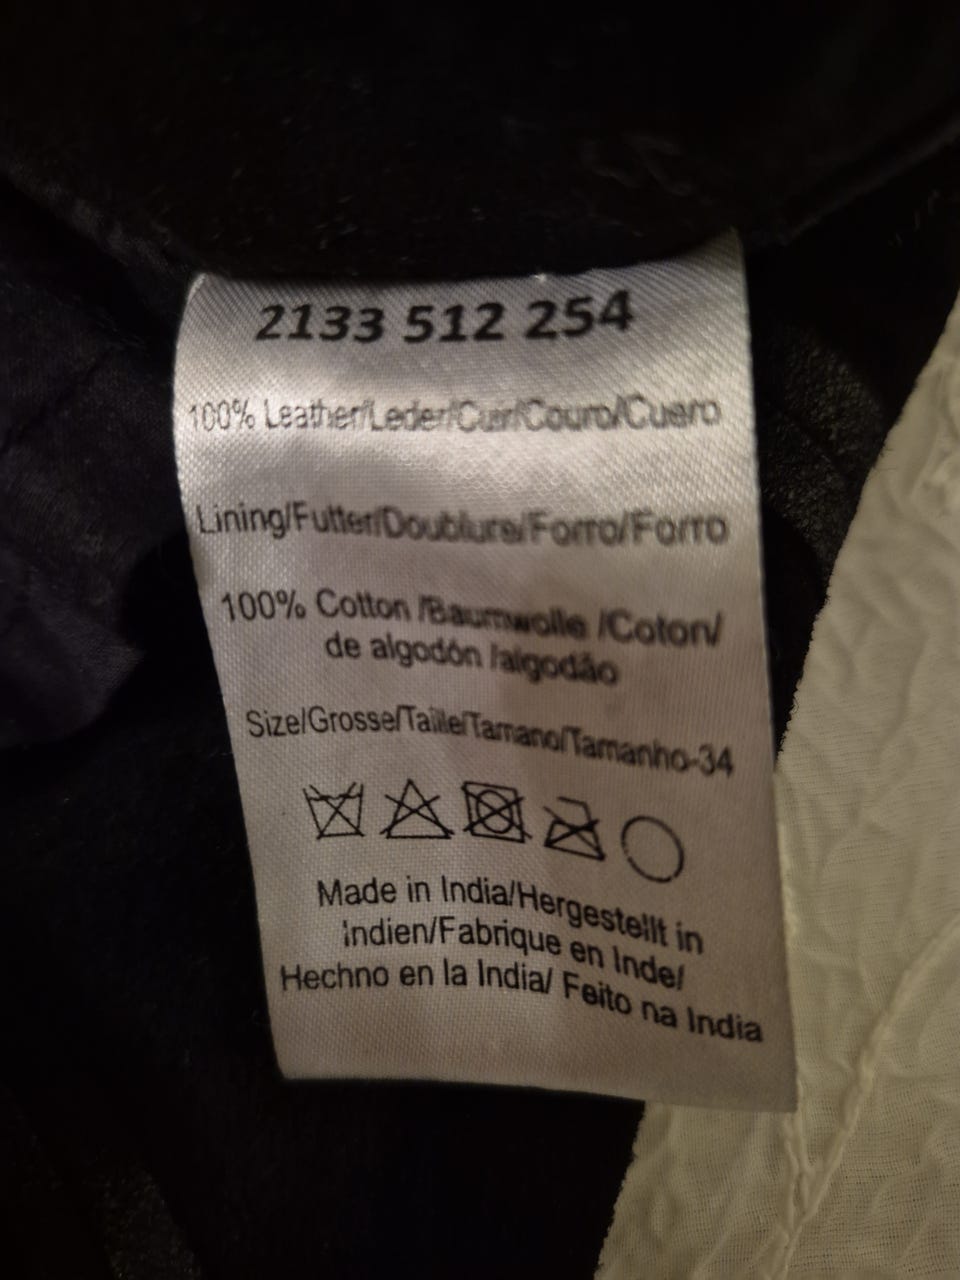 2133 512 254
100% Leather/Leder/Cuir/Couro/Cuero
Lining/Futter/Doublure/Forro/Forro
100% Cotton /Baumwolle /Coton/
de algodón /algodão
Size/Grosse/Taille/Tamano/Tamanho-34
Made in India/Hergestellt in
Indien/Fabrique en Inde/
Hechno en la India/ Feito na India